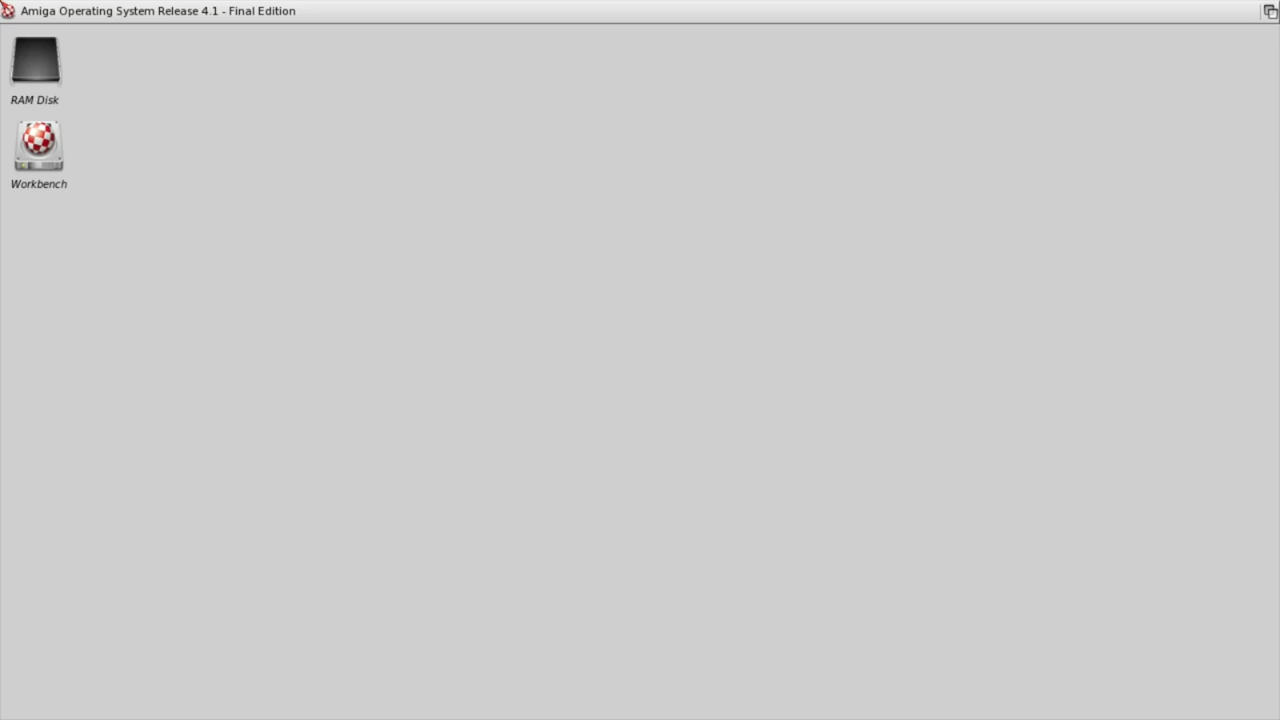 Amiga Operating System Release 4.1 - Final Edition
RAM Disk
Workbench